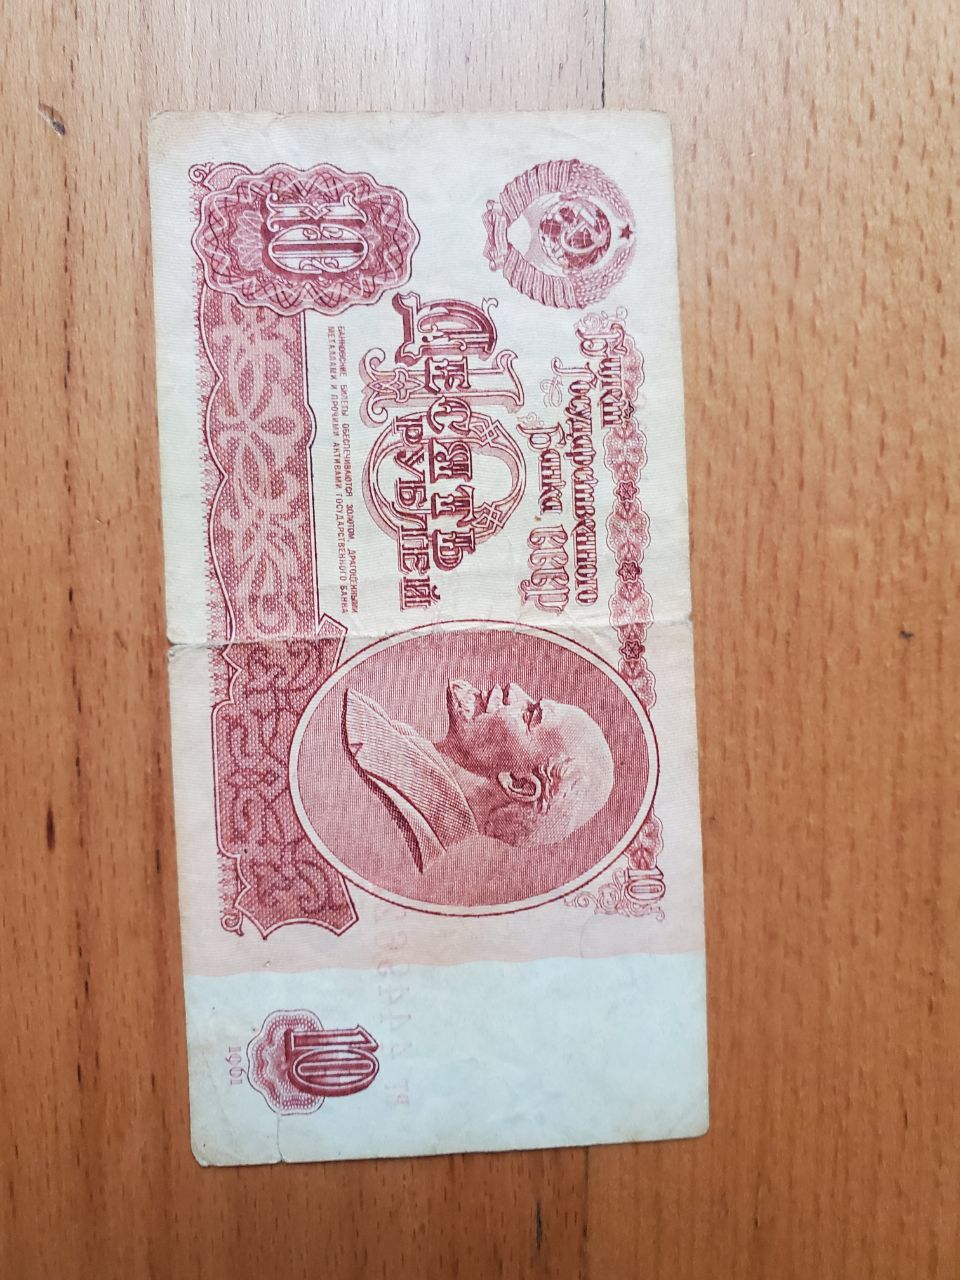 Билет
Государственного
Банка СССР
10
10
ДЕСЯТЬ
РУБЛЕЙ
10
БАНКОВСКИЕ БИЛЕТЫ ОБЕСПЕЧИВАЮТСЯ ЗОЛОТОМ, ДРАГОЦЕННЫМИ
МЕТАЛЛАМИ И ПРОЧИМИ АКТИВАМИ ГОСУДАРСТВЕННОГО БАНКА
10
1961